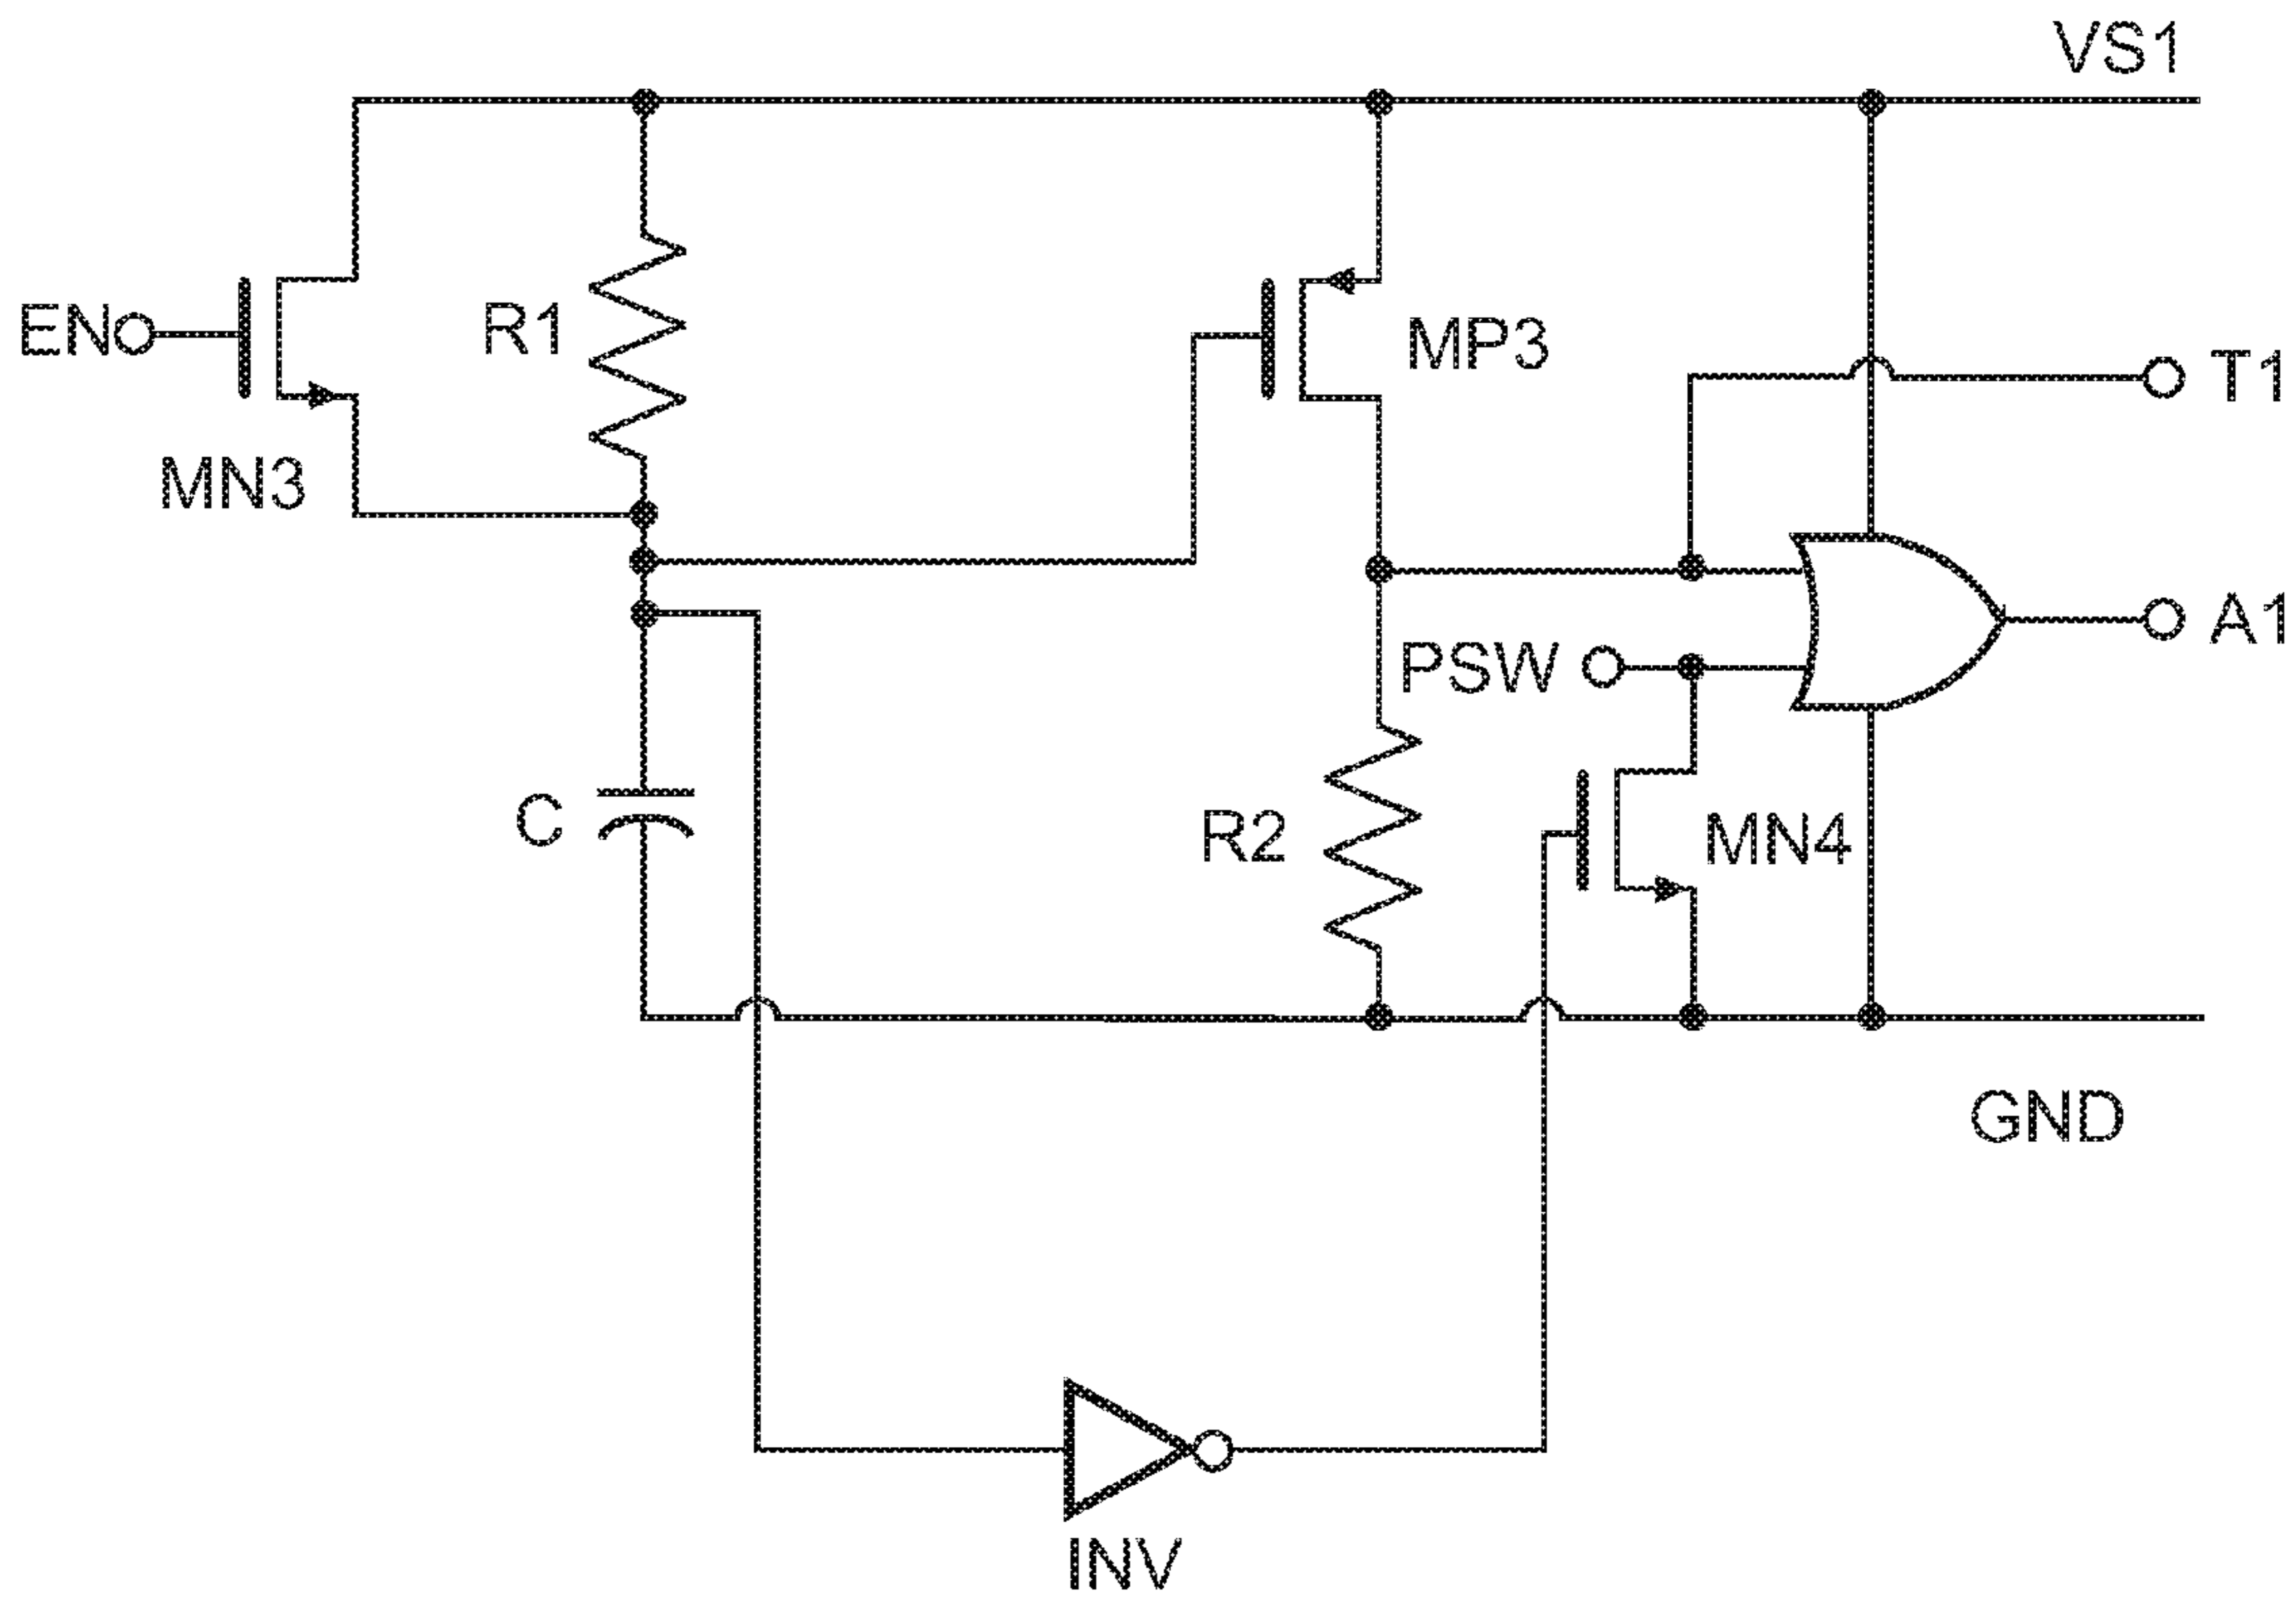 VS1
EN
R1
MP3
T1
MN3
A1
PSW
C
R2
MN4
GND
INV